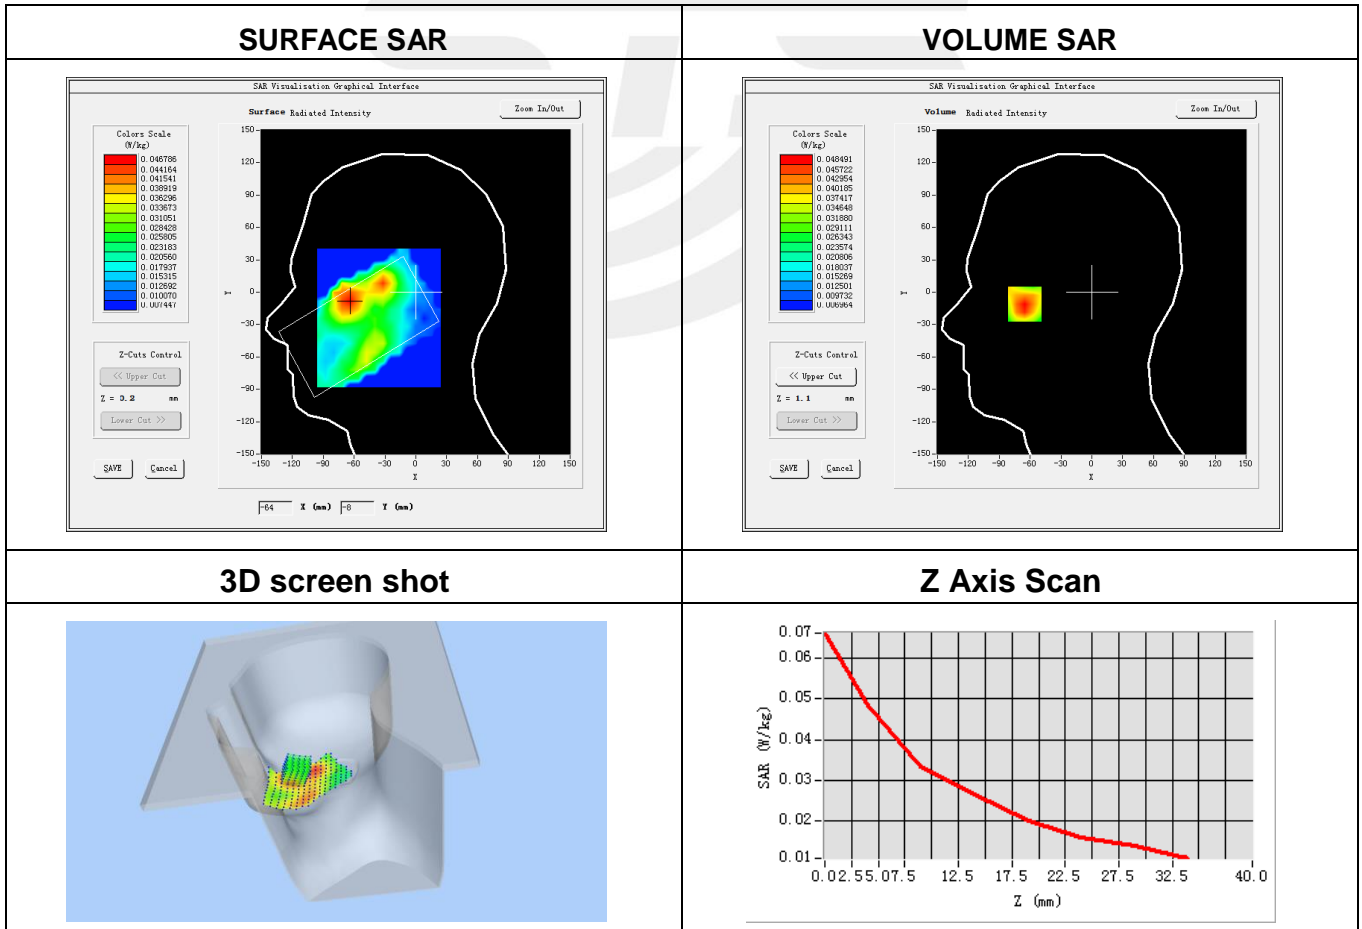 SURFACE SAR
VOLUME SAR
SAR Visualisation Graphical Interface
Surface Radiated Intensity
Zoom In/Out
Colors Scale
(W/kg)
0.046786
0.044164
0.041541
0.038919
0.036296
0.033673
0.031051
0.028428
0.025805
0.023183
0.020560
0.017937
0.015315
0.012692
0.010070
0.007447
150
120
90
60
30
0
-30
-60
-90
-120
-150
Y
-150 -120 -90 -60 -30 0 30 60 90 120 150
X
Z-Cuts Control
<< Upper Cut
Z = 0.2 mm
Lower Cut >>
SAVE Cancel
-64 X (mm) -8 Y (mm)
SAR Visualisation Graphical Interface
Volume Radiated Intensity
Zoom In/Out
Colors Scale
(W/kg)
0.048491
0.045722
0.042954
0.040185
0.037417
0.034648
0.031880
0.029111
0.026343
0.023574
0.020806
0.018037
0.015269
0.012501
0.009732
0.006964
150
120
90
60
30
0
-30
-60
-90
-120
-150
Y
-150 -120 -90 -60 -30 0 30 60 90 120 150
X
Z-Cuts Control
<< Upper Cut
Z = 1.1 mm
Lower Cut >>
SAVE Cancel
3D screen shot
Z Axis Scan
0.07
0.06
0.05
0.04
0.03
0.02
0.01
SAR (W/kg)
0.0 2.5 5.0 7.5 12.5 17.5 22.5 27.5 32.5 40.0
Z (mm)